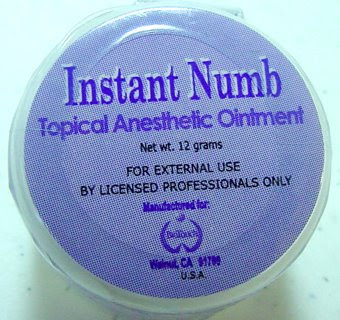 Instant Numb
Topical Anesthetic Ointment
Net wt. 12 grams
FOR EXTERNAL USE
BY LICENSED PROFESSIONALS ONLY
Manufactured for:
BioTouch
Walnut, CA 91789
U.S.A.